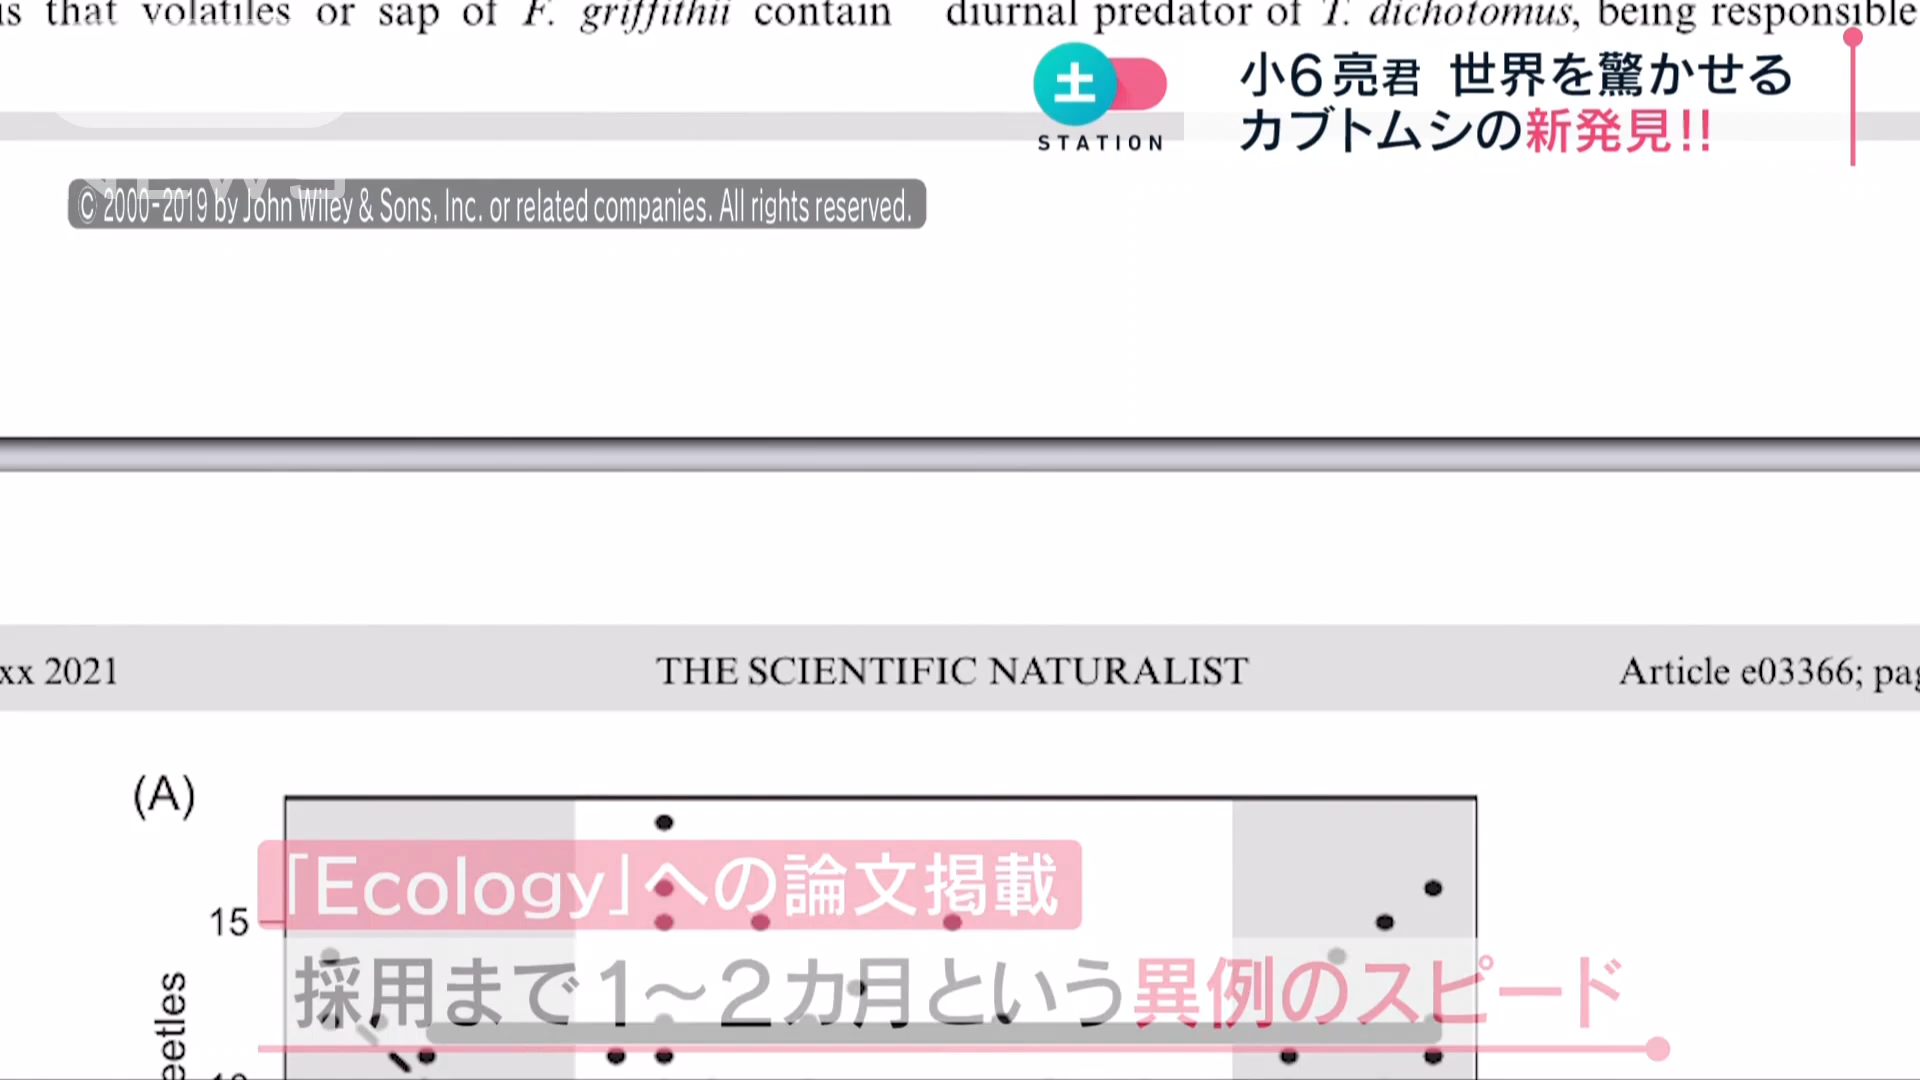 is that volatiles or sap of F. griffithii contain
diurnal predator of T. dichotomus, being responsible
土
STATION
小6亮君 世界を驚かせる
カブトムシの新発見!!
NEWS
© 2000-2019 by John Wiley & Sons, Inc. or related companies. All rights reserved.
xx 2021
THE SCIENTIFIC NATURALIST
Article e03366; pag
(A)
「Ecology」への論文掲載
15
採用まで1～2カ月という異例のスピード
eetles